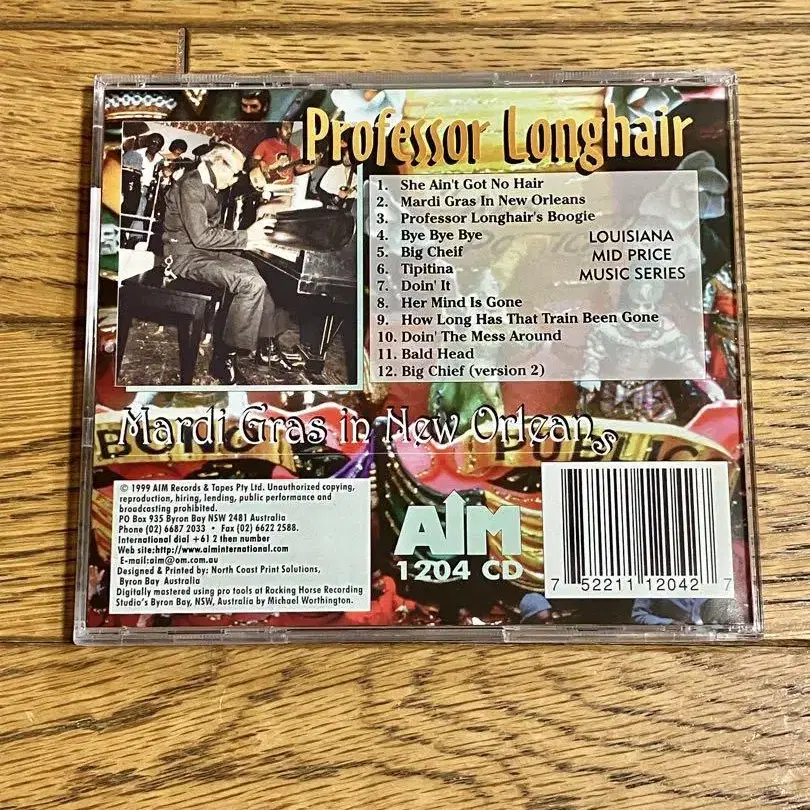 Professor Longhair
1. She Ain't Got No Hair
2. Mardi Gras In New Orleans
3. Professor Longhair's Boogie
4. Bye Bye Bye
5. Big Cheif
6. Tipitina
7. Doin' It
8. Her Mind Is Gone
9. How Long Has That Train Been Gone
10. Doin' The Mess Around
11. Bald Head
12. Big Chief (version 2)
LOUISIANA
MID PRICE
MUSIC SERIES
Mardi Gras in New Orleans
PUBLIC
© 1999 AIM Records & Tapes Pty Ltd. Unauthorized copying,
reproduction, hiring, lending, public performance and
broadcasting prohibited.
PO Box 935 Byron Bay NSW 2481 Australia
Phone (02) 6687 2033 • Fax (02) 6622 2588.
International dial +61 2 then number
Web site:http://www.aiminternational.com
E-mail:aim@om.com.au
Designed & Printed by: North Coast Print Solutions,
Byron Bay Australia
Digitally mastered using pro tools at Rocking Horse Recording
Studio's Byron Bay, NSW, Australia by Michael Worthington.
AIM
1204 CD
7 52211 12042 7